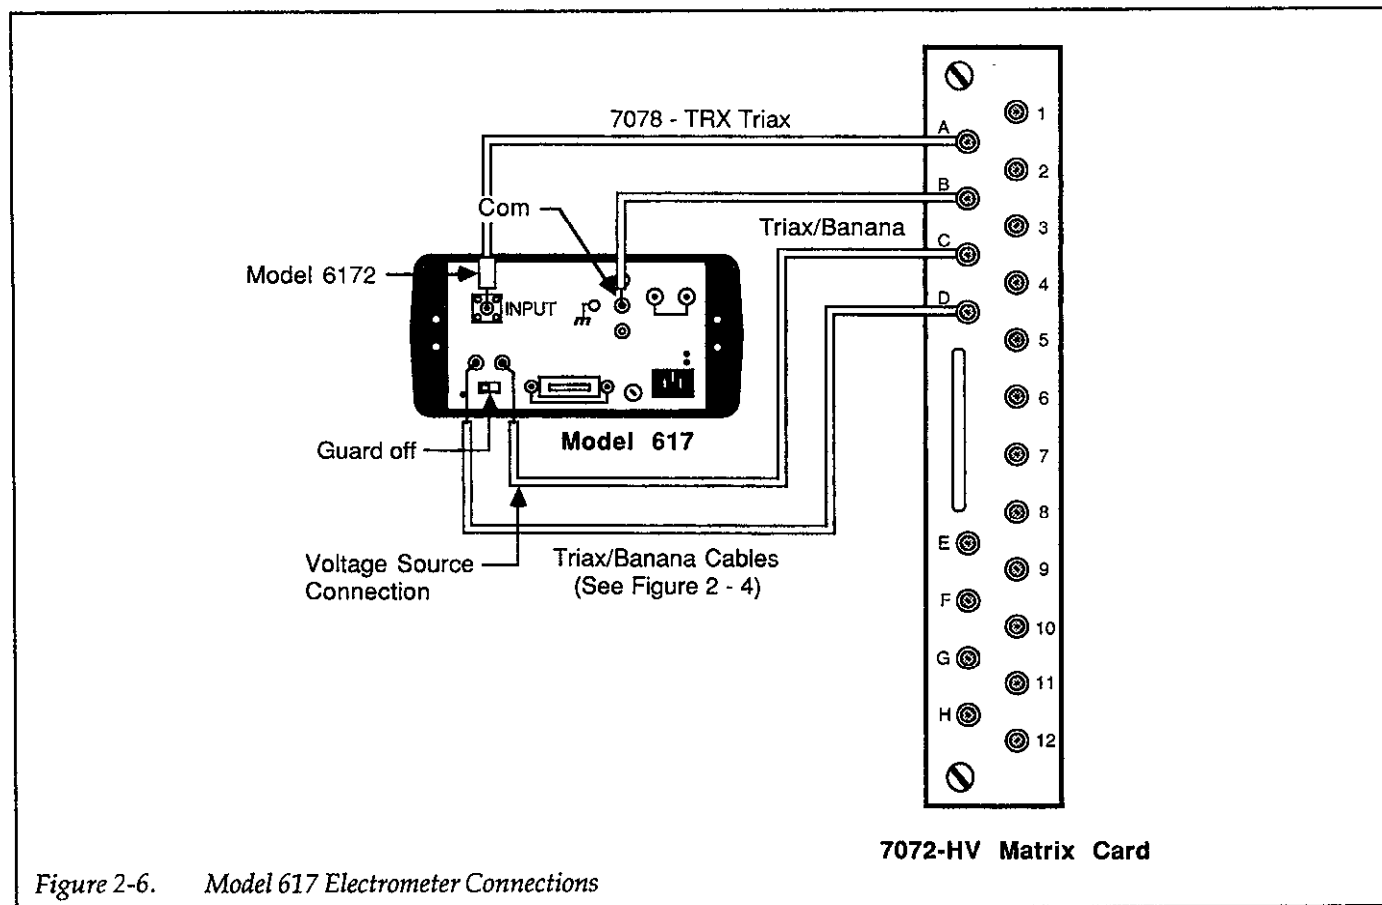 7078 - TRX Triax
Com
Triax/Banana
Model 6172
INPUT
Guard off
Model 617
Voltage Source
Connection
Triax/Banana Cables
(See Figure 2 - 4)
A
B
C
D
E
F
G
H
1
2
3
4
5
6
7
8
9
10
11
12
7072-HV Matrix Card
Figure 2-6. Model 617 Electrometer Connections